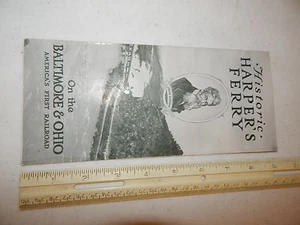 ·Historic·
HARPER'S
FERRY
On the
BALTIMORE & OHIO
AMERICA'S FIRST RAILROAD